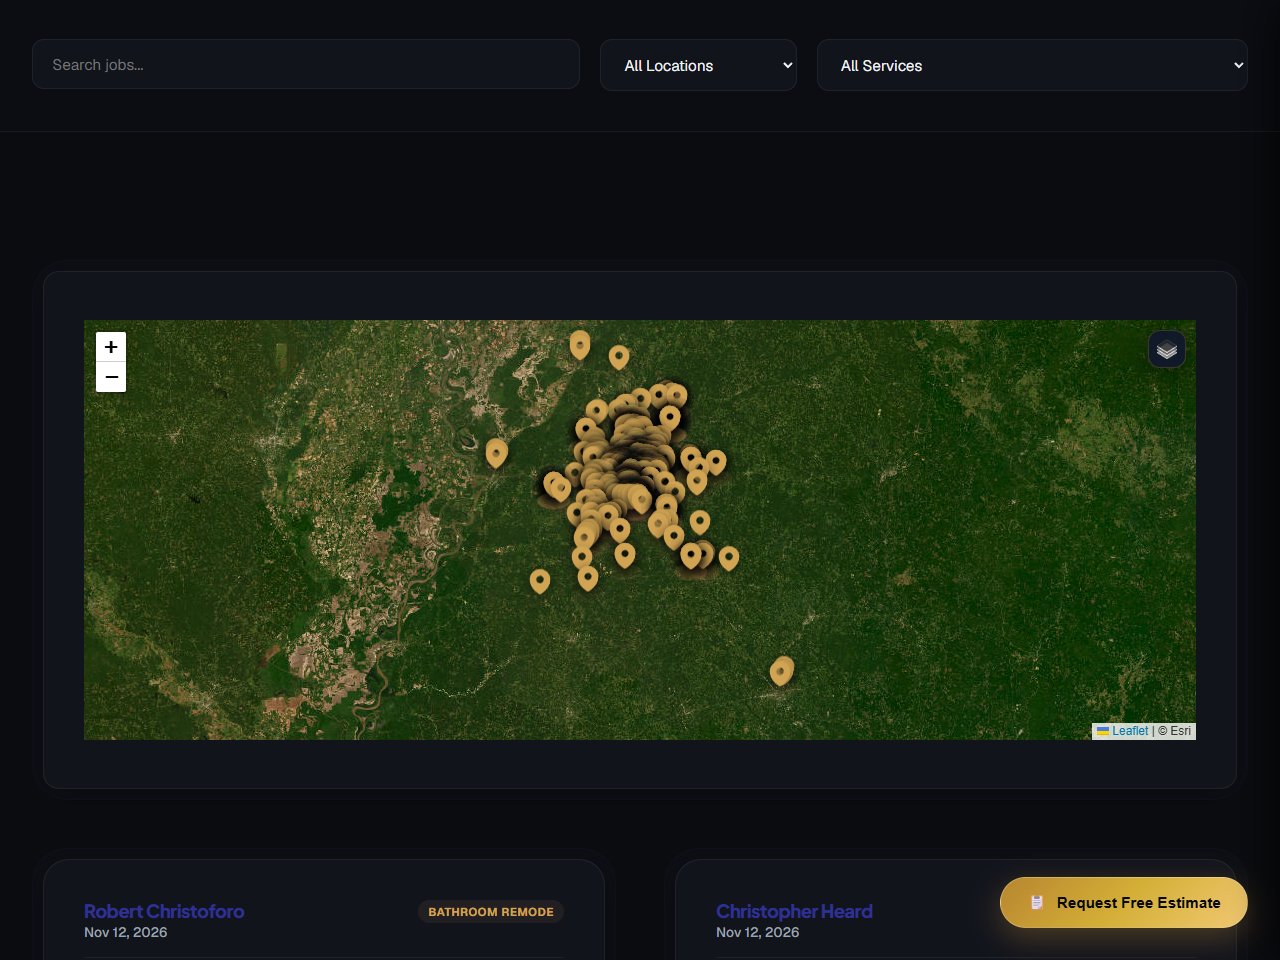 Search jobs...
All Locations
All Services
+
−
Leaflet | © Esri
Robert Christoforo
BATHROOM REMODE
Nov 12, 2026
Christopher Heard
Nov 12, 2026
Request Free Estimate